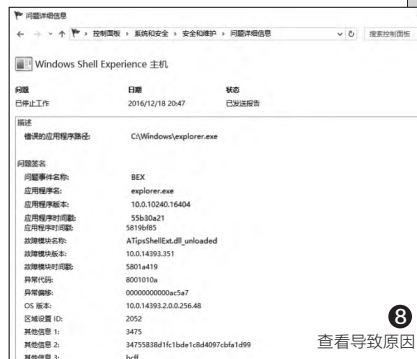 问题详细信息
控制面板 › 系统和安全 › 安全和维护 › 问题详细信息
搜索控制面板
Windows Shell Experience 主机
问题 日期 状态
已停止工作 2016/12/18 20:47 已发送报告
描述
错误的应用程序路径: C:\Windows\explorer.exe
问题签名
问题事件名称: BEX
应用程序名: explorer.exe
应用程序版本: 10.0.10240.16404
应用程序时间戳: 55b30a21
应用程序时间戳: 5819bf85
故障模块名称: ATipsShellExt.dll_unloaded
故障模块版本: 10.0.14393.351
故障模块时间戳: 5801a419
异常代码: 8001010a
异常偏移: 00000000000ac5a7
OS 版本: 10.0.14393.2.0.0.256.48
区域设置 ID: 2052
其他信息 1: 3475
其他信息 2: 34755838d1fc1bde1c8d4097cbfa1d99
其他信息 3: bcff
8
查看导致原因